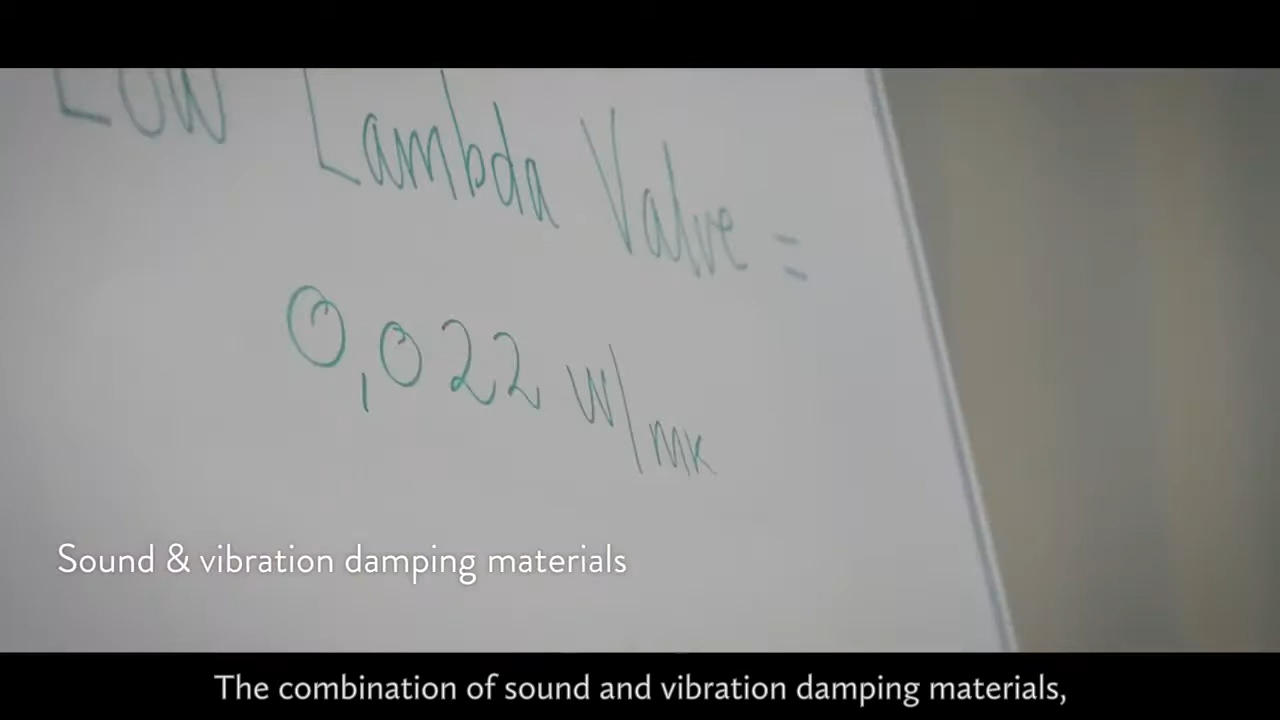 Low Lambda Valve =
0,022 W/mK
Sound & vibration damping materials
The combination of sound and vibration damping materials,